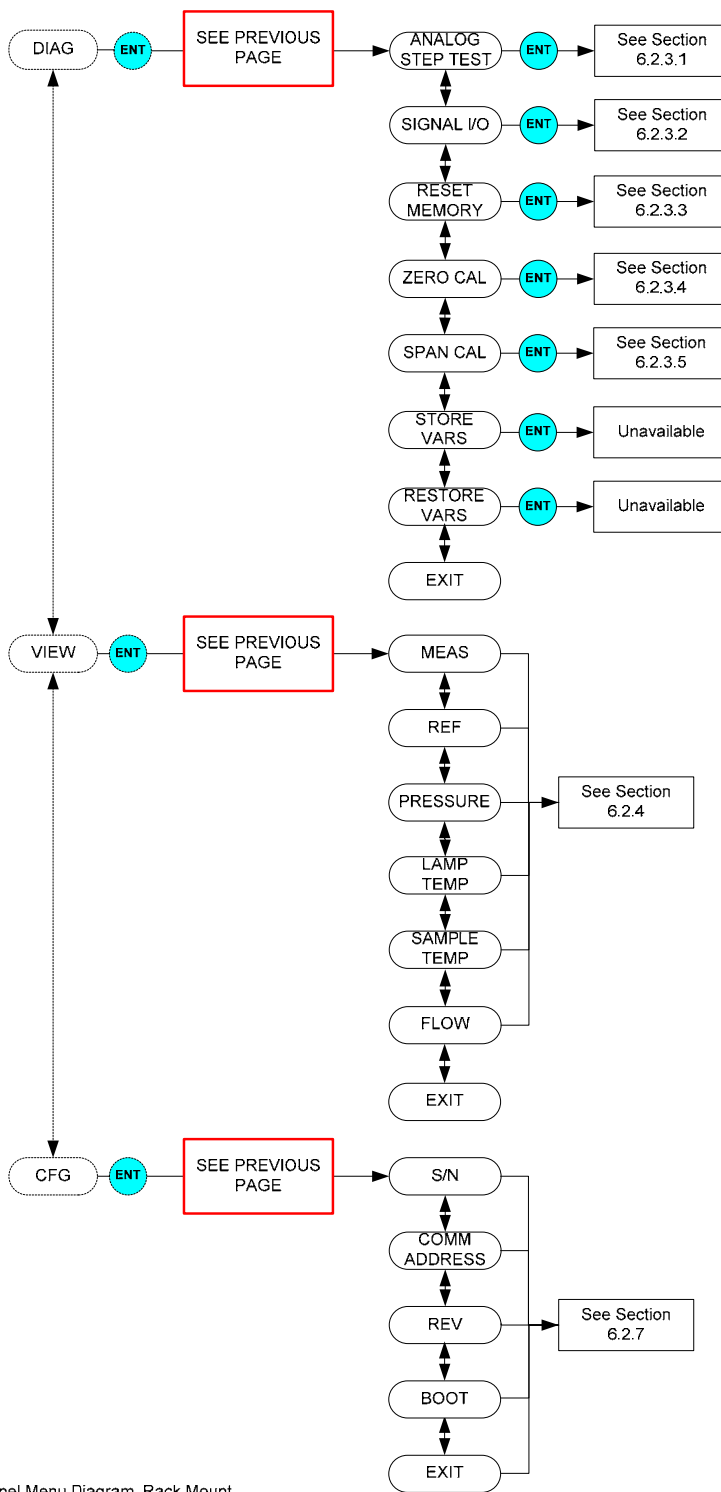 DIAG
ENT
SEE PREVIOUS
PAGE
ANALOG
STEP TEST
ENT
See Section
6.2.3.1
SIGNAL I/O
ENT
See Section
6.2.3.2
RESET
MEMORY
ENT
See Section
6.2.3.3
ZERO CAL
ENT
See Section
6.2.3.4
SPAN CAL
ENT
See Section
6.2.3.5
STORE
VARS
ENT
Unavailable
RESTORE
VARS
ENT
Unavailable
EXIT
VIEW
ENT
SEE PREVIOUS
PAGE
MEAS
REF
PRESSURE
See Section
6.2.4
LAMP
TEMP
SAMPLE
TEMP
FLOW
EXIT
CFG
ENT
SEE PREVIOUS
PAGE
S/N
COMM
ADDRESS
REV
See Section
6.2.7
BOOT
EXIT
nel Menu Diagram, Rack Mount